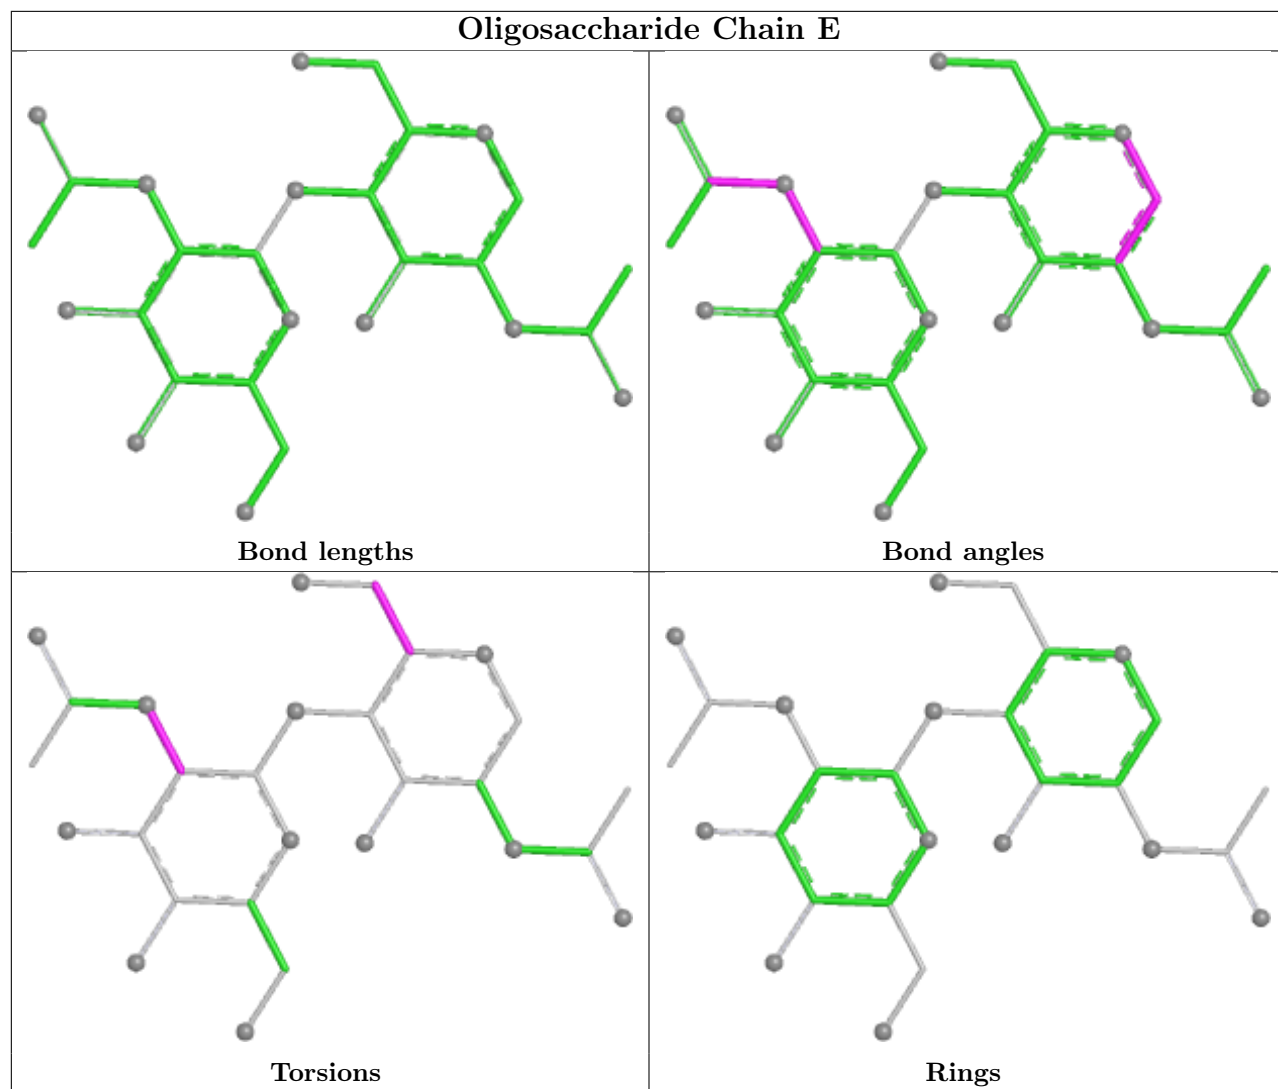 Oligosaccharide Chain E
Bond lengths
Bond angles
Torsions
Rings